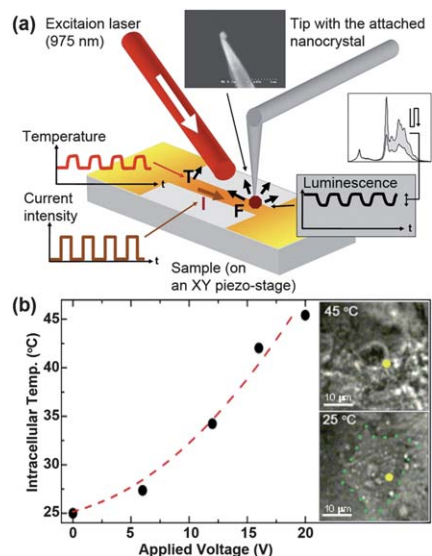 (a)
Excitaion laser
(975 nm)
Tip with the attached
nanocrystal
Temperature
t
T
Current
intensity
I
F
t
Luminescence
t
Sample (on
an XY piezo-stage)
(b)
Intracellular Temp. (°C)
45
40
35
30
25
0 5 10 15 20
Applied Voltage (V)
45 °C
10 μm
25 °C
10 μm